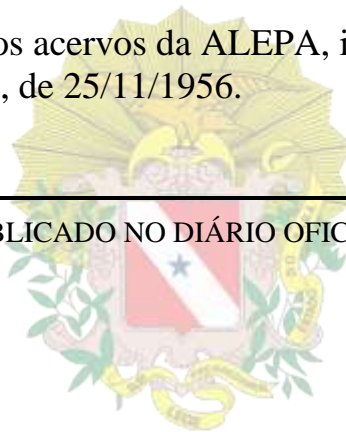 os acervos da ALEPA, i
, de 25/11/1956.
BLICADO NO DIÁRIO OFIC